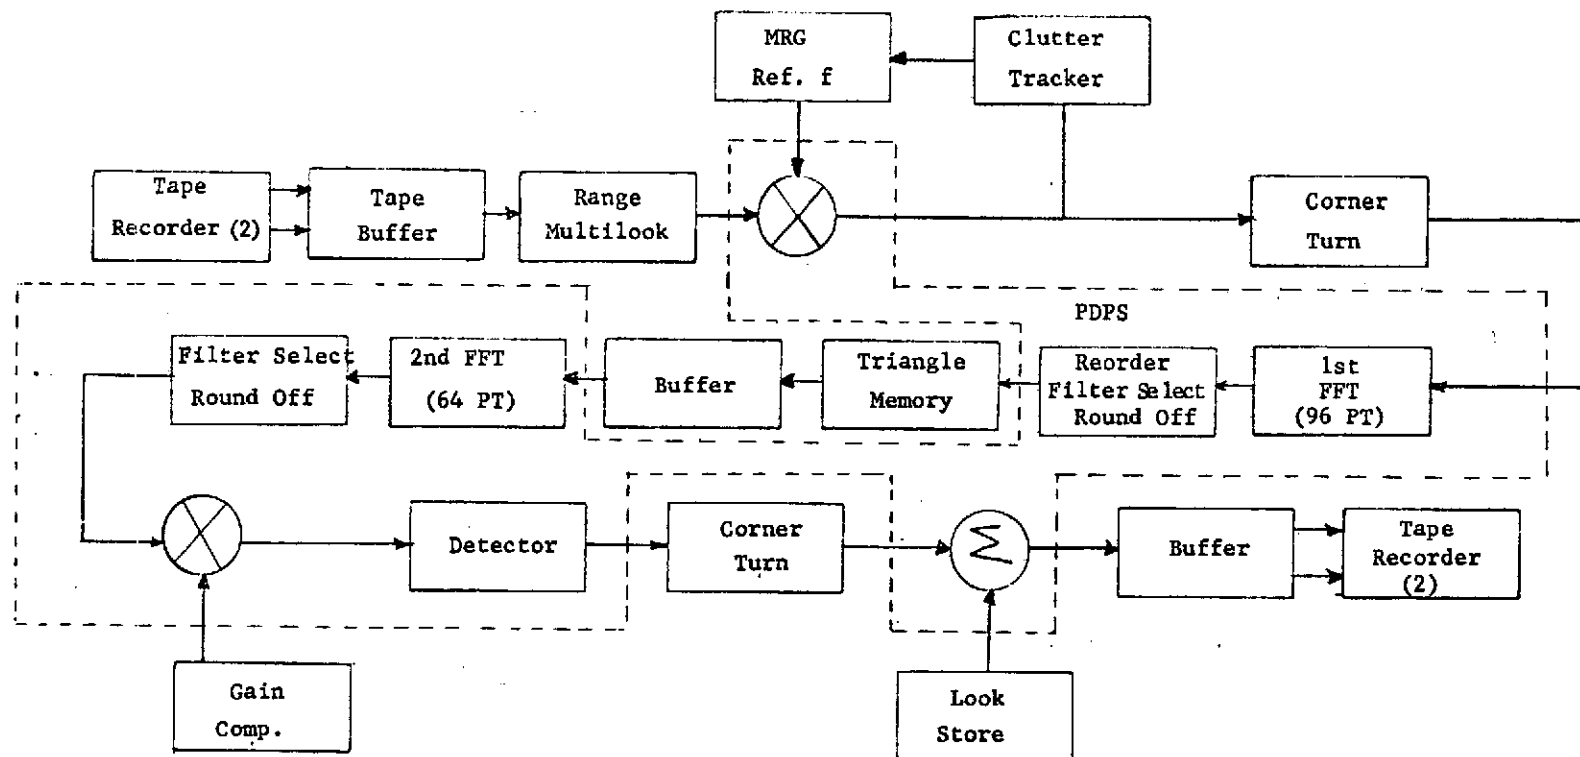 MRG
Ref. f
Clutter
Tracker
Tape
Recorder (2)
Tape
Buffer
Range
Multilook
Corner
Turn
PDPS
Filter Select
Round Off
2nd FFT
(64 PT)
Buffer
Triangle
Memory
Reorder
Filter Select
Round Off
1st
FFT
(96 PT)
Detector
Corner
Turn
Σ
Buffer
Tape
Recorder
(2)
Gain
Comp.
Look
Store